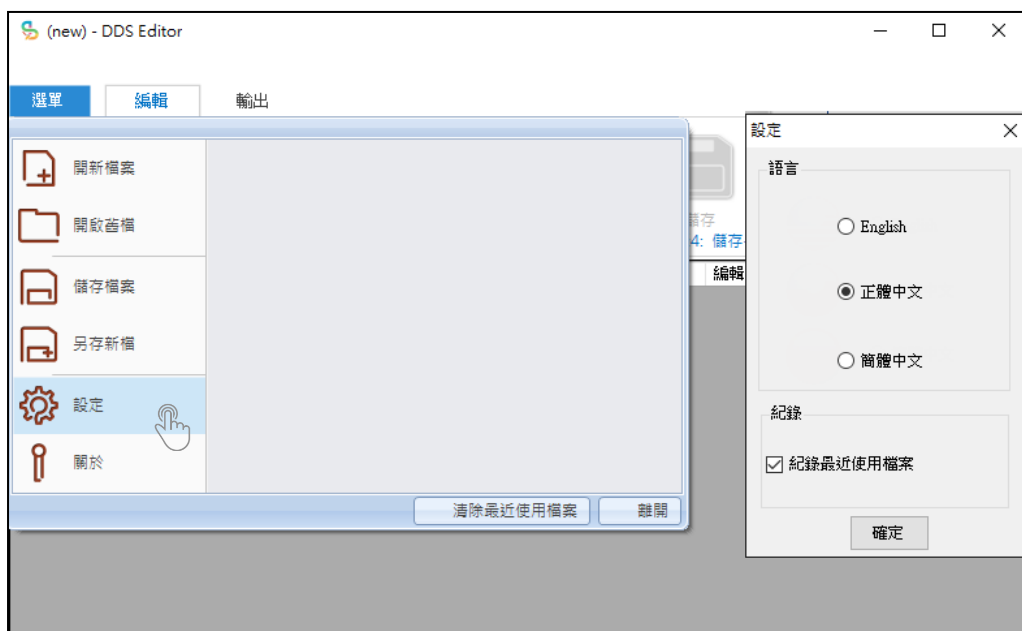 (new) - DDS Editor
選單 編輯 輸出
開新檔案
開啟舊檔
儲存檔案
另存新檔
設定
關於
清除最近使用檔案 離開
儲存
4: 儲存
編輯
設定
語言
English
正體中文
簡體中文
紀錄
紀錄最近使用檔案
確定